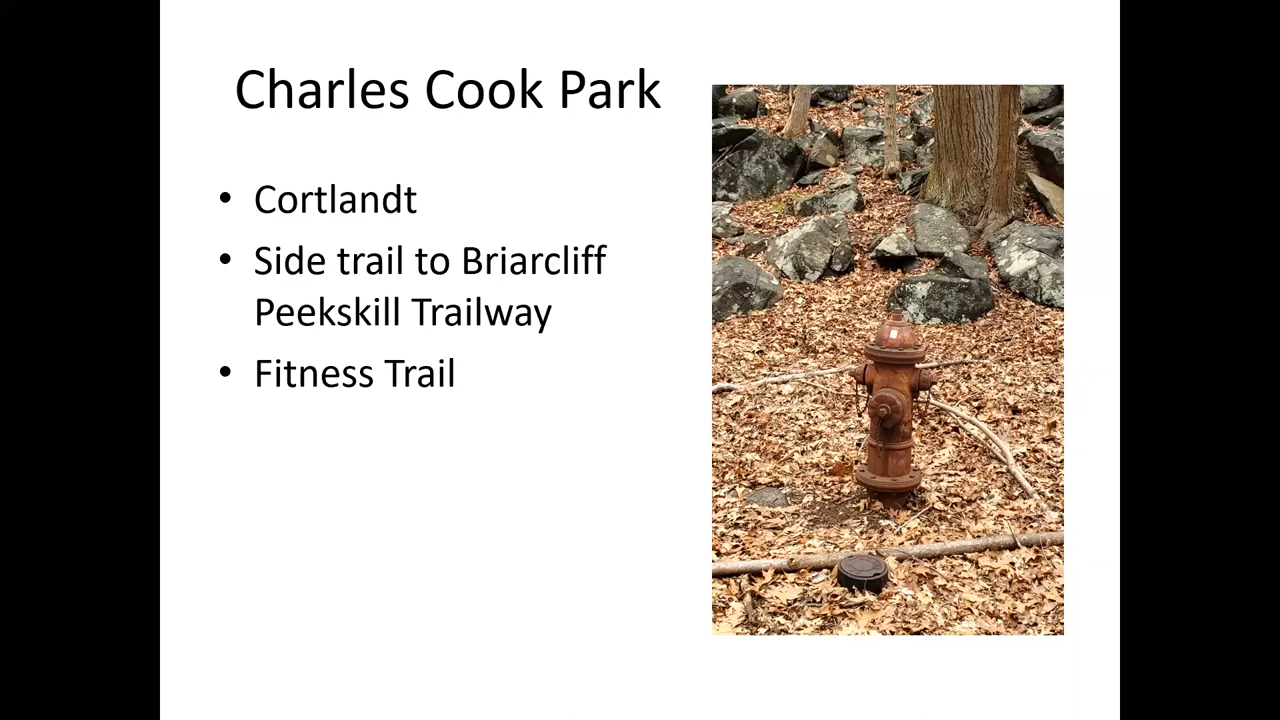 Charles Cook Park
• Cortlandt
• Side trail to Briarcliff
Peekskill Trailway
• Fitness Trail